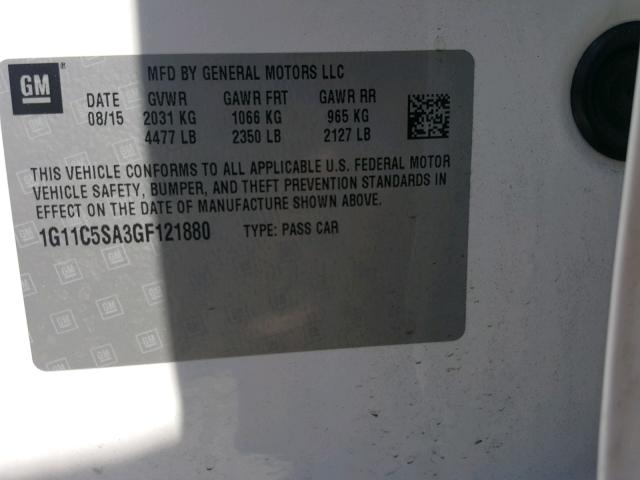 GM
MFD BY GENERAL MOTORS LLC
DATE GVWR GAWR FRT GAWR RR
08/15 2031 KG 1066 KG 965 KG
4477 LB 2350 LB 2127 LB
THIS VEHICLE CONFORMS TO ALL APPLICABLE U.S. FEDERAL MOTOR
VEHICLE SAFETY, BUMPER, AND THEFT PREVENTION STANDARDS IN
EFFECT ON THE DATE OF MANUFACTURE SHOWN ABOVE.
1G11C5SA3GF121880 TYPE: PASS CAR